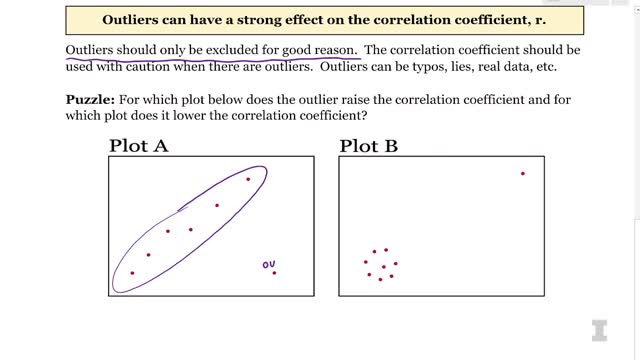 Outliers can have a strong effect on the correlation coefficient, r.
Outliers should only be excluded for good reason. The correlation coefficient should be
used with caution when there are outliers. Outliers can be typos, lies, real data, etc.
Puzzle: For which plot below does the outlier raise the correlation coefficient and for
which plot does it lower the correlation coefficient?
Plot A
Plot B
ou
I